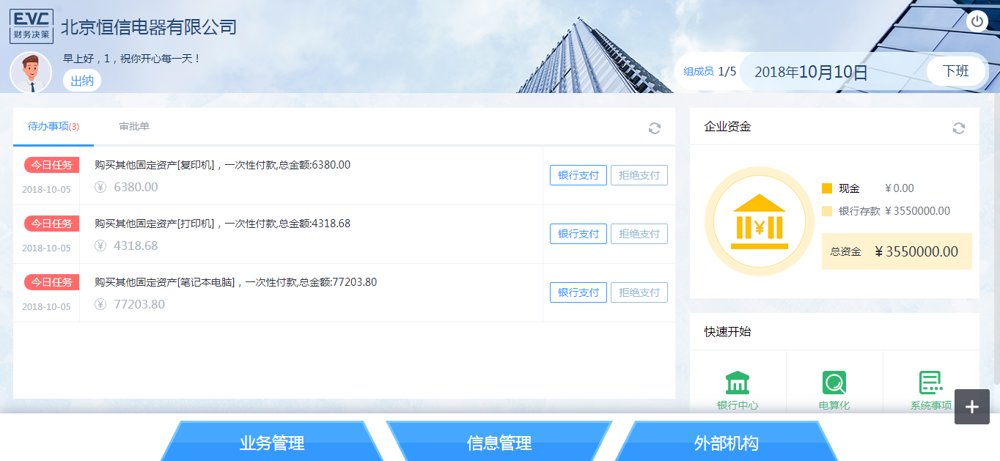 EVC
财务决策
北京恒信电器有限公司
早上好，1，祝你开心每一天！
出纳
组成员 1/5
2018年10月10日
下班
待办事项(3)
审批单
今日任务
2018-10-05
购买其他固定资产[复印机]，一次性付款,总金额:6380.00
¥ 6380.00
银行支付
拒绝支付
今日任务
2018-10-05
购买其他固定资产[打印机]，一次性付款,总金额:4318.68
¥ 4318.68
银行支付
拒绝支付
今日任务
2018-10-05
购买其他固定资产[笔记本电脑]，一次性付款,总金额:77203.80
¥ 77203.80
银行支付
拒绝支付
企业资金
¥
现金 ¥0.00
银行存款 ¥3550000.00
总资金 ¥3550000.00
快速开始
银行中心
电算化
系统事项
业务管理
信息管理
外部机构